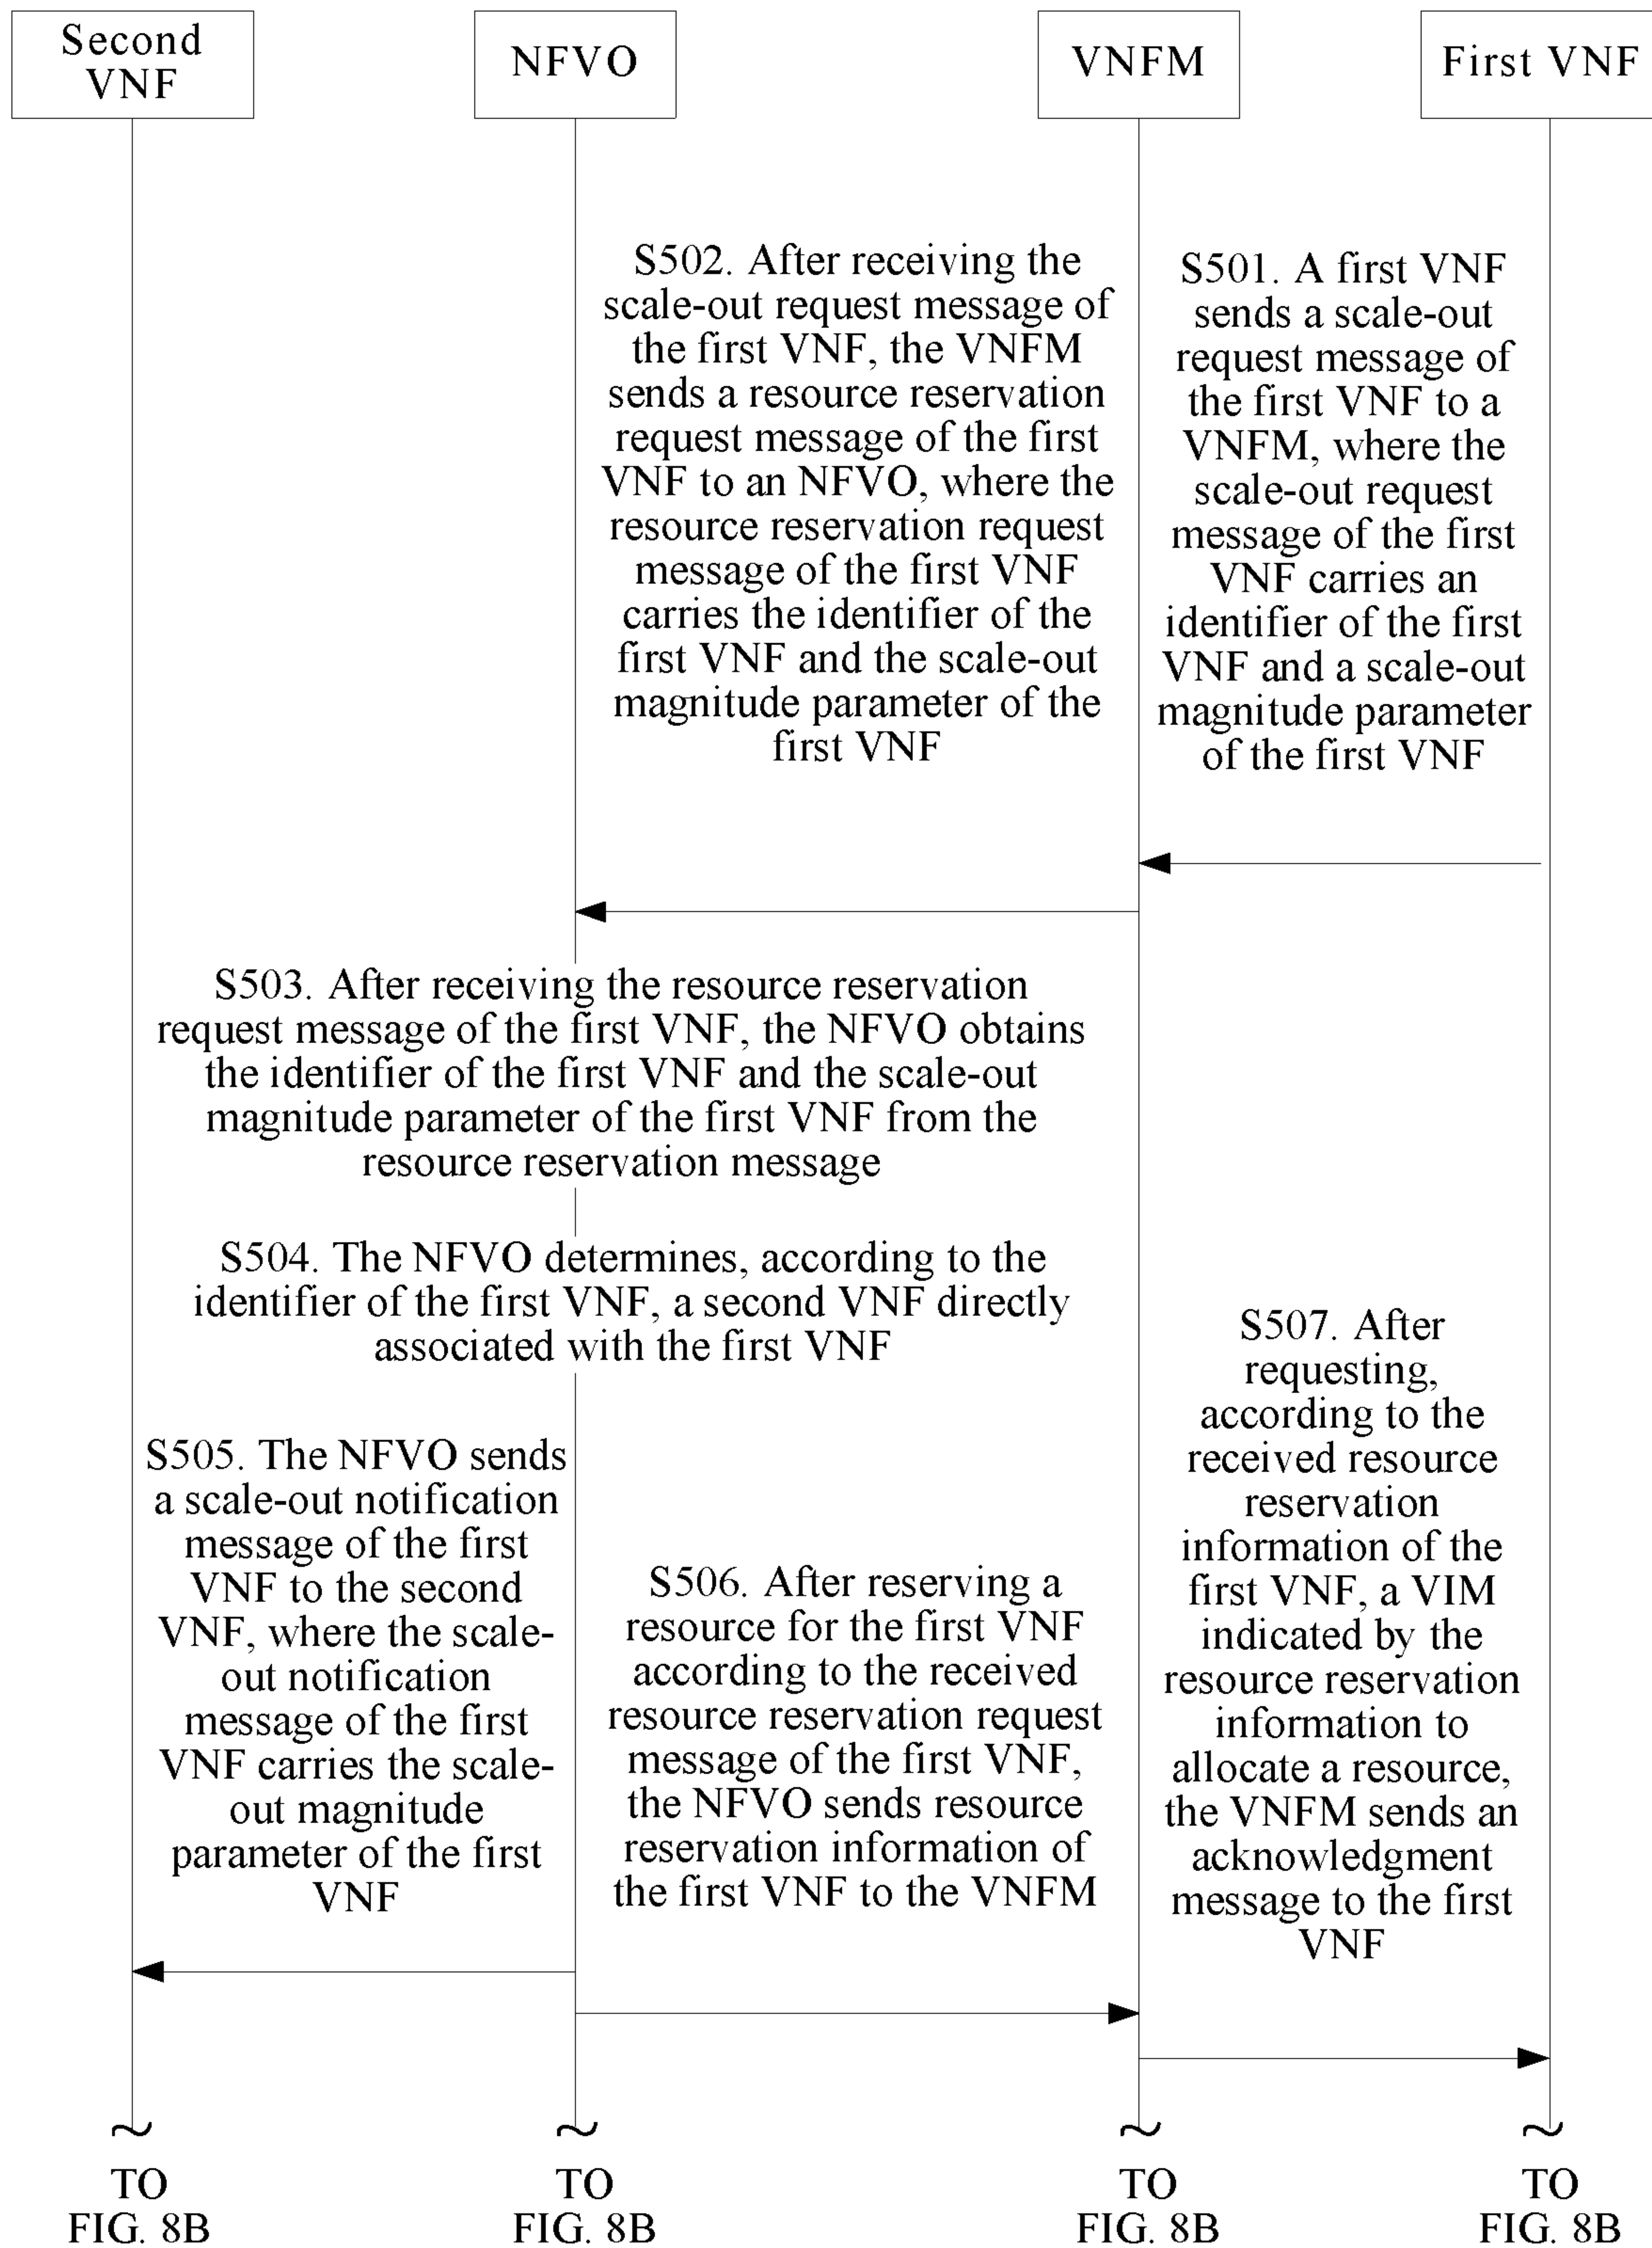 Second
VNF
NFVO
VNFM
First VNF
S501. A first VNF
sends a scale-out
request message of
the first VNF to a
VNFM, where the
scale-out request
message of the first
VNF carries an
identifier of the first
VNF and a scale-out
magnitude parameter
of the first VNF
S502. After receiving the
scale-out request message of
the first VNF, the VNFM
sends a resource reservation
request message of the first
VNF to an NFVO, where the
resource reservation request
message of the first VNF
carries the identifier of the
first VNF and the scale-out
magnitude parameter of the
first VNF
S503. After receiving the resource reservation
request message of the first VNF, the NFVO obtains
the identifier of the first VNF and the scale-out
magnitude parameter of the first VNF from the
resource reservation message
S504. The NFVO determines, according to the
identifier of the first VNF, a second VNF directly
associated with the first VNF
S505. The NFVO sends
a scale-out notification
message of the first
VNF to the second
VNF, where the scale-
out notification
message of the first
VNF carries the scale-
out magnitude
parameter of the first
VNF
S506. After reserving a
resource for the first VNF
according to the received
resource reservation request
message of the first VNF,
the NFVO sends resource
reservation information of
the first VNF to the VNFM
S507. After
requesting,
according to the
received resource
reservation
information of the
first VNF, a VIM
indicated by the
resource reservation
information to
allocate a resource,
the VNFM sends an
acknowledgment
message to the first
VNF
TO
FIG. 8B
TO
FIG. 8B
TO
FIG. 8B
TO
FIG. 8B